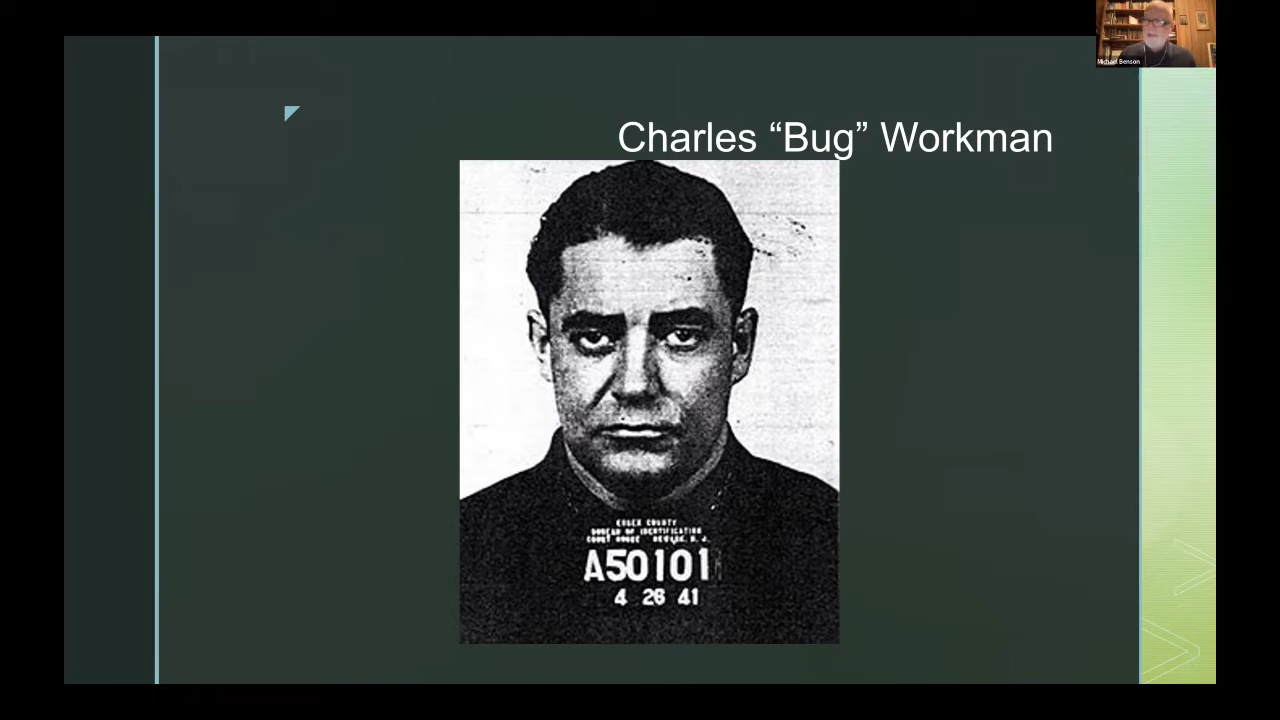 Michael Benson
Charles “Bug” Workman
ESSEX COUNTY
BUREAU OF IDENTIFICATION
COURT HOUSE NEWARK, N. J.
A50101
4 26 41